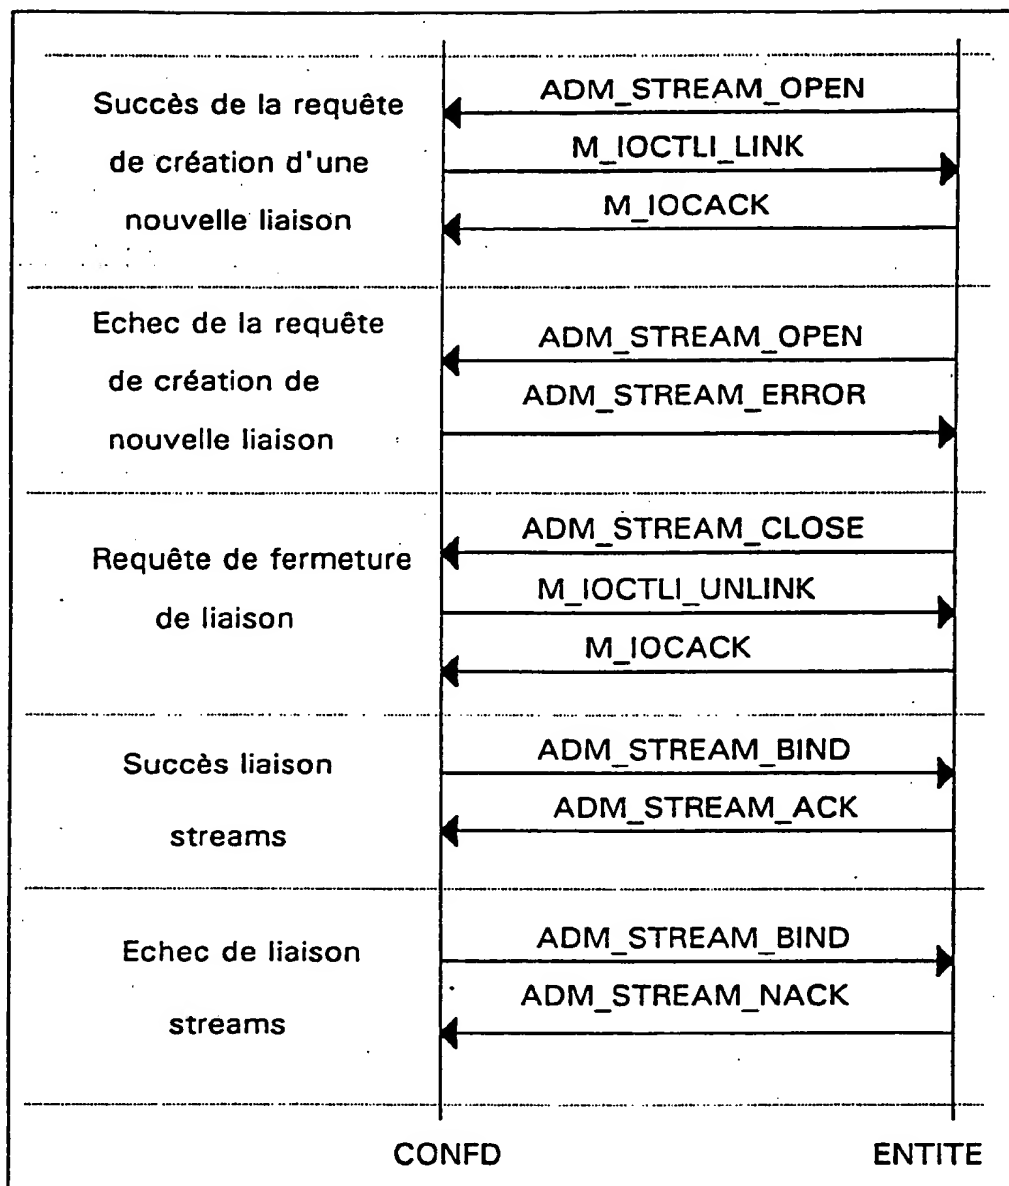 Succès de la requête
de création d'une
nouvelle liaison
ADM_STREAM_OPEN
M_IOCTLI_LINK
M_IOCACK
Echec de la requête
de création de
nouvelle liaison
ADM_STREAM_OPEN
ADM_STREAM_ERROR
Requête de fermeture
de liaison
ADM_STREAM_CLOSE
M_IOCTLI_UNLINK
M_IOCACK
Succès liaison
streams
ADM_STREAM_BIND
ADM_STREAM_ACK
Echec de liaison
streams
ADM_STREAM_BIND
ADM_STREAM_NACK
CONFD
ENTITE